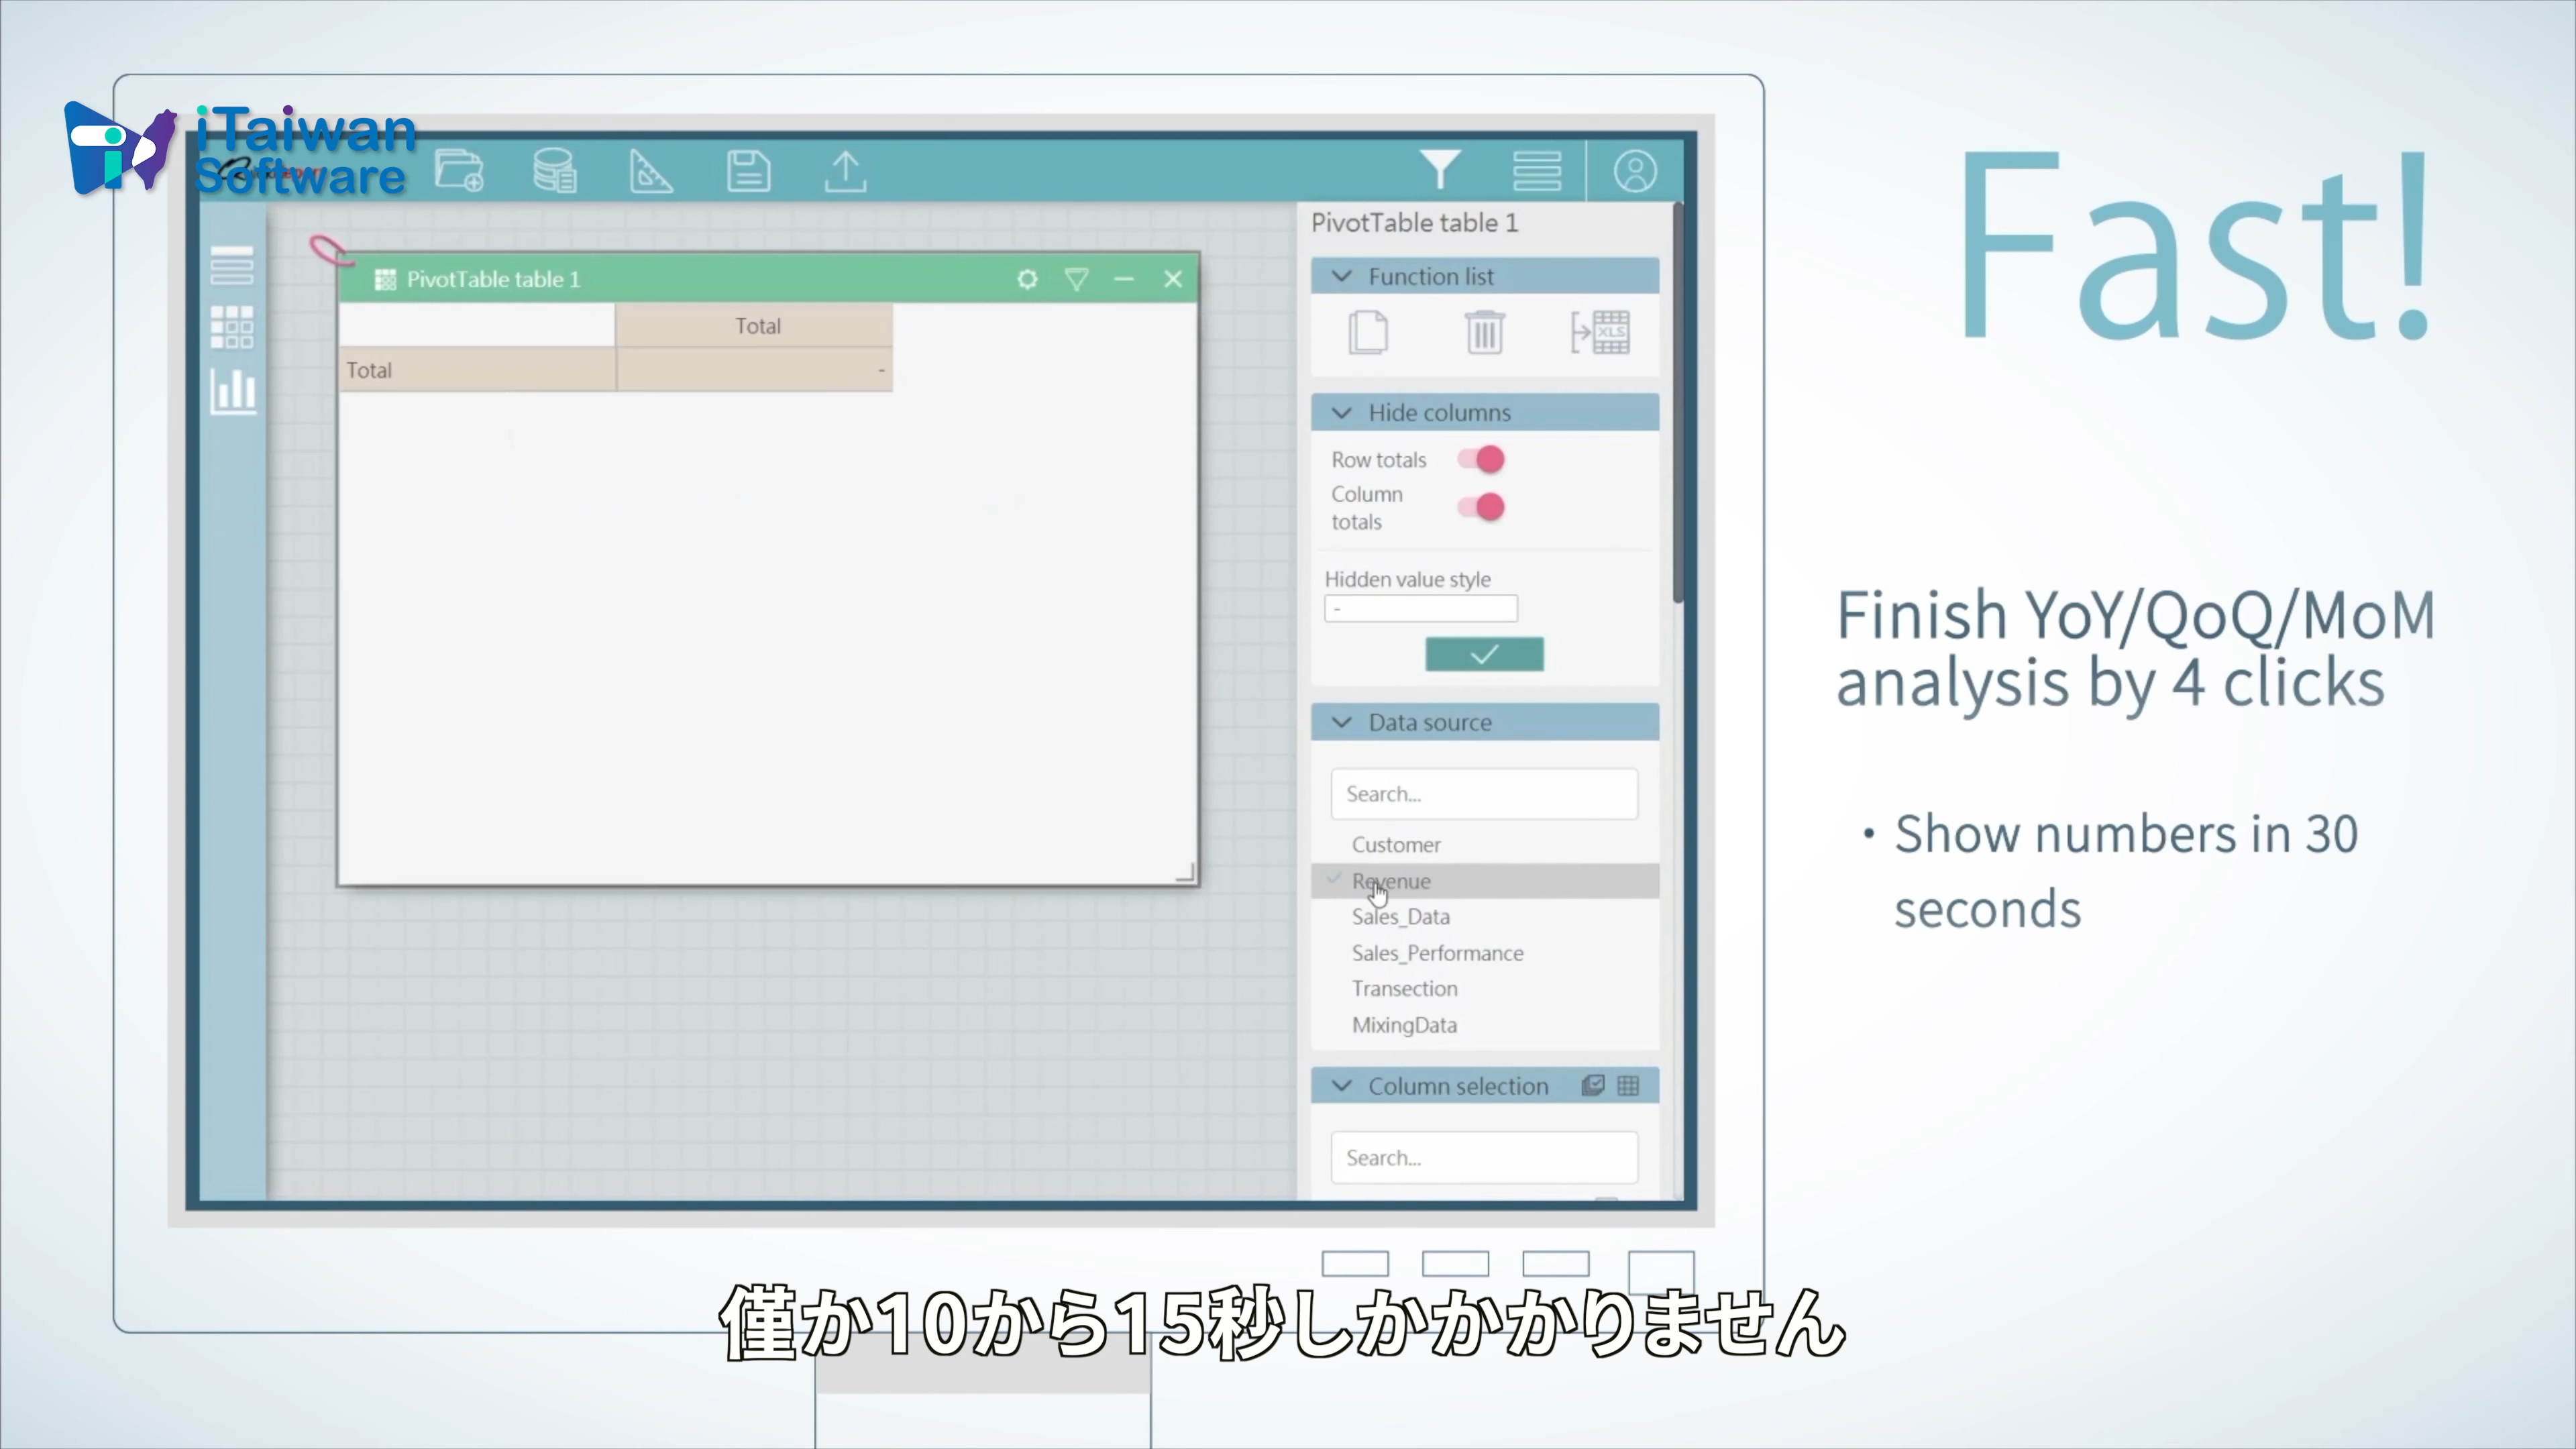 iTaiwan
Software
PivotTable table 1
Total
Total
-
PivotTable table 1
Function list
XLS
Hide columns
Row totals
Column
totals
Hidden value style
-
Data source
Search...
Customer
Revenue
Sales_Data
Sales_Performance
Transection
MixingData
Column selection
Search...
Fast!
Finish YoY/QoQ/MoM
analysis by 4 clicks
• Show numbers in 30
seconds
僅か10から15秒しかかかりません